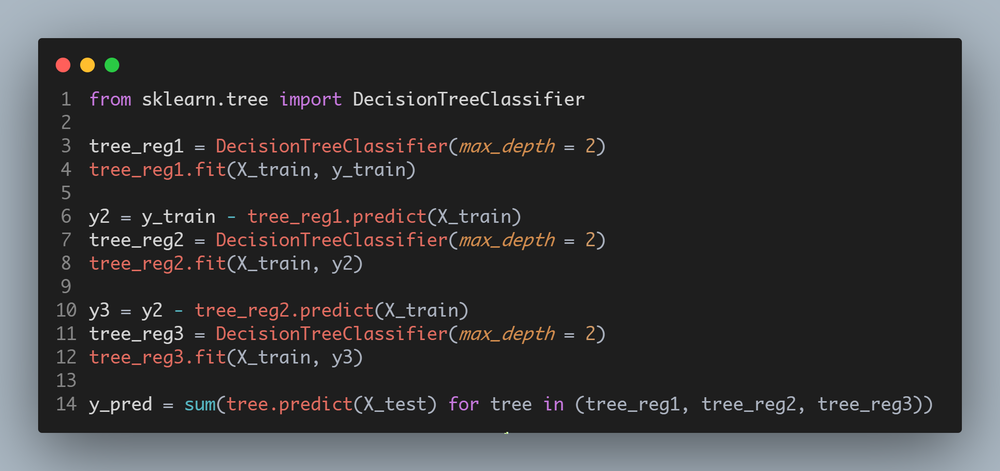 1 from sklearn.tree import DecisionTreeClassifier
2
3 tree_reg1 = DecisionTreeClassifier(max_depth = 2)
4 tree_reg1.fit(X_train, y_train)
5
6 y2 = y_train - tree_reg1.predict(X_train)
7 tree_reg2 = DecisionTreeClassifier(max_depth = 2)
8 tree_reg2.fit(X_train, y2)
9
10 y3 = y2 - tree_reg2.predict(X_train)
11 tree_reg3 = DecisionTreeClassifier(max_depth = 2)
12 tree_reg3.fit(X_train, y3)
13
14 y_pred = sum(tree.predict(X_test) for tree in (tree_reg1, tree_reg2, tree_reg3))